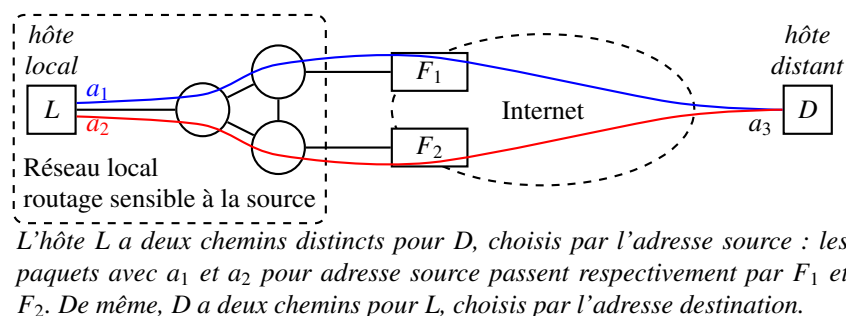 hôte
local
hôte
distant
a₁
F₁
L
Internet
D
a₂
a₃
F₂
Réseau local
routage sensible à la source
L'hôte L a deux chemins distincts pour D, choisis par l'adresse source : les
paquets avec a₁ et a₂ pour adresse source passent respectivement par F₁ et
F₂. De même, D a deux chemins pour L, choisis par l'adresse destination.